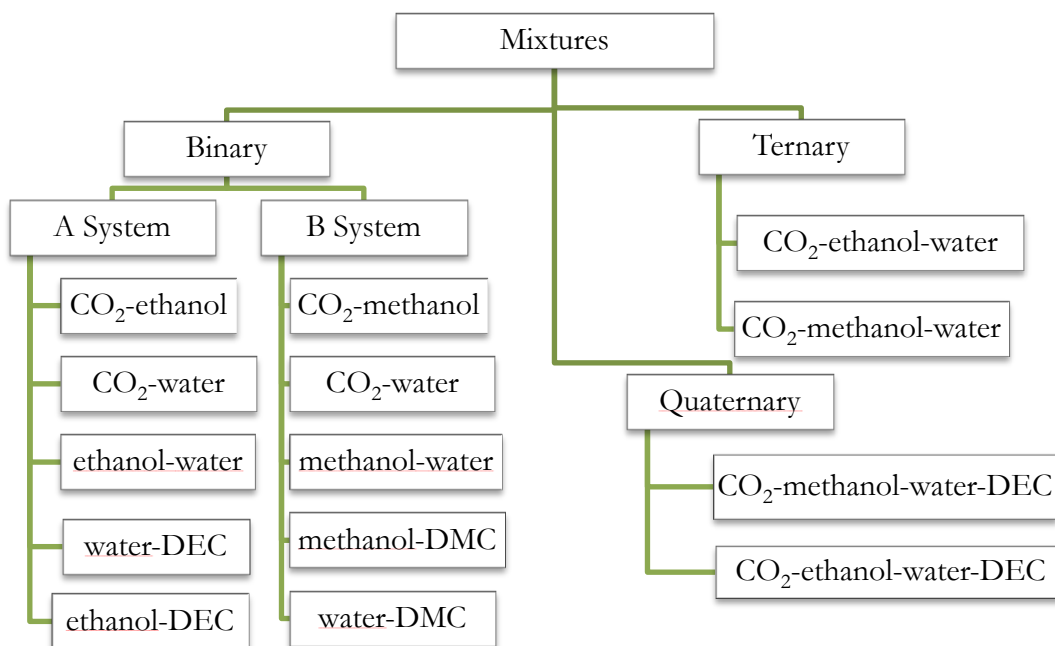 Mixtures
Binary
A System
CO₂-ethanol
CO₂-water
ethanol-water
water-DEC
ethanol-DEC
B System
CO₂-methanol
CO₂-water
methanol-water
methanol-DMC
water-DMC
Ternary
CO₂-ethanol-water
CO₂-methanol-water
Quaternary
CO₂-methanol-water-DEC
CO₂-ethanol-water-DEC